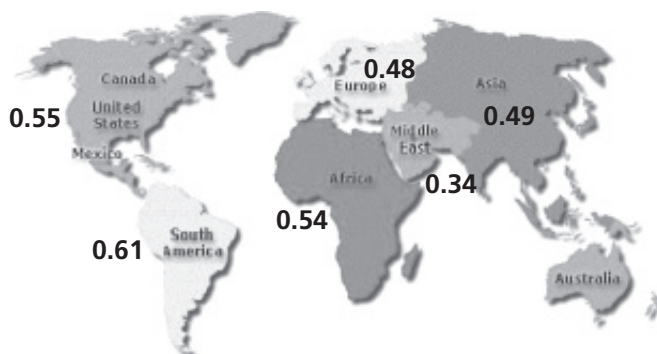 Canada
0.55
United
States
Mexico
0.61
South
America
0.48
Europe
Asia
0.49
Middle
East
0.34
Africa
0.54
Australia